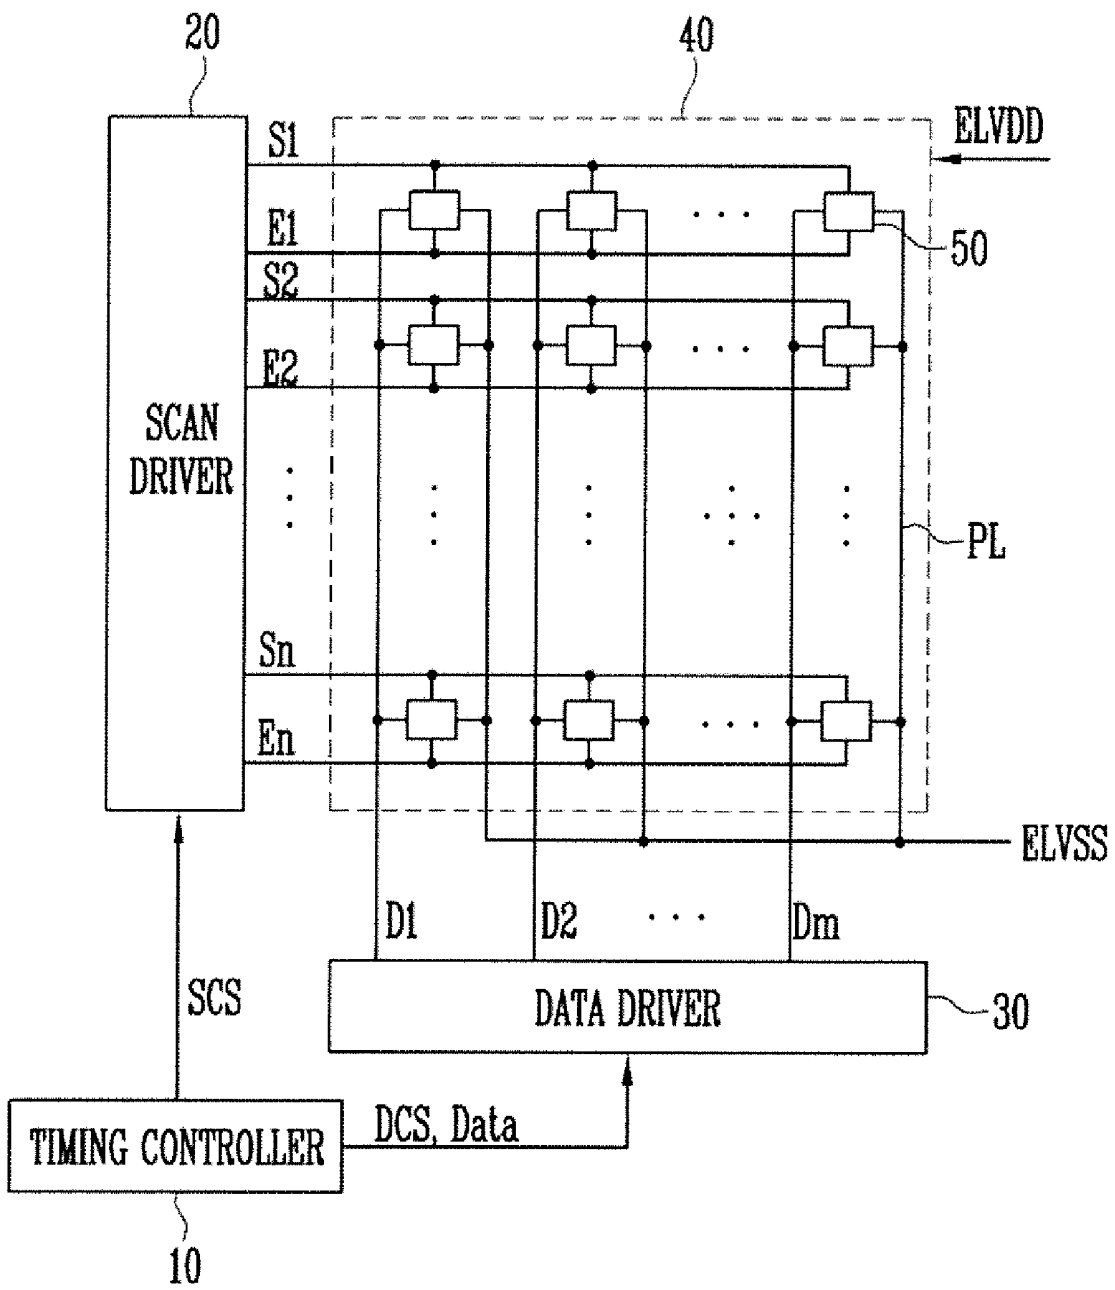 20
40
ELVDD
S1
E1
50
S2
E2
SCAN
DRIVER
PL
Sn
En
ELVSS
D1
D2
Dm
SCS
DATA DRIVER
30
DCS, Data
TIMING CONTROLLER
10